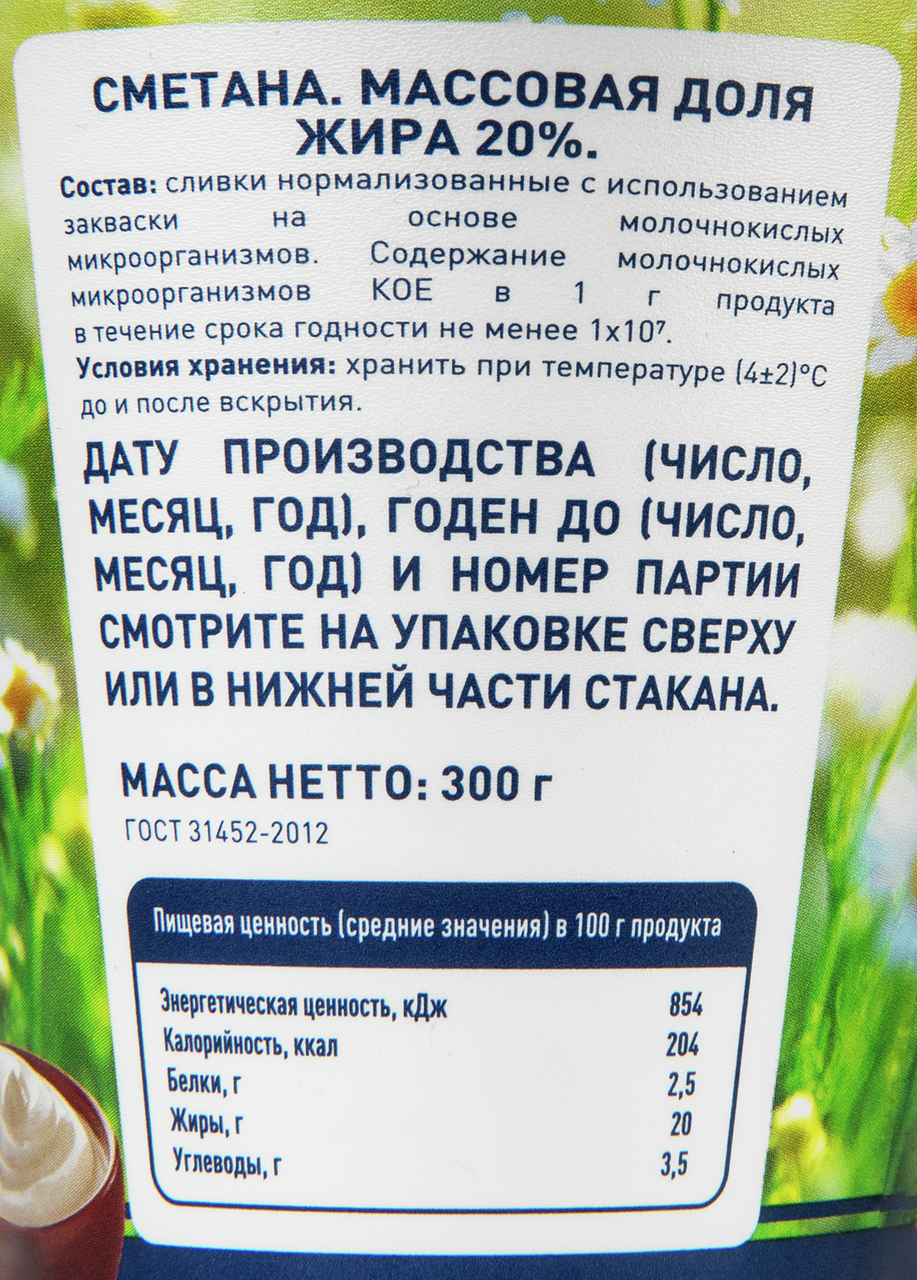 СМЕТАНА. МАССОВАЯ ДОЛЯ
ЖИРА 20%.
Состав: сливки нормализованные с использованием
закваски на основе молочнокислых
микроорганизмов. Содержание молочнокислых
микроорганизмов КОЕ в 1 г продукта
в течение срока годности не менее 1х10⁷.
Условия хранения: хранить при температуре (4±2)°С
до и после вскрытия.
ДАТУ ПРОИЗВОДСТВА (ЧИСЛО,
МЕСЯЦ, ГОД), ГОДЕН ДО (ЧИСЛО,
МЕСЯЦ, ГОД) И НОМЕР ПАРТИИ
СМОТРИТЕ НА УПАКОВКЕ СВЕРХУ
ИЛИ В НИЖНЕЙ ЧАСТИ СТАКАНА.
МАССА НЕТТО: 300 г
ГОСТ 31452-2012
Пищевая ценность (средние значения) в 100 г продукта
Энергетическая ценность, кДж 854
Калорийность, ккал 204
Белки, г 2,5
Жиры, г 20
Углеводы, г 3,5